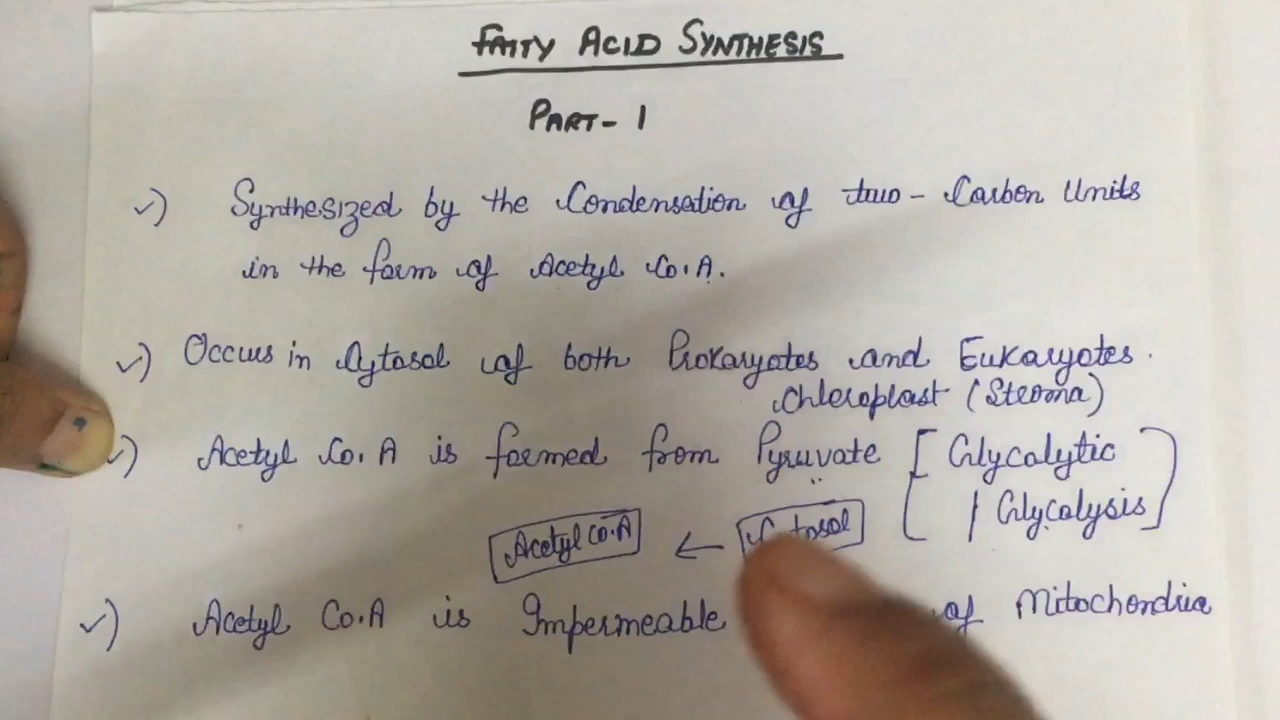 FATTY ACID SYNTHESIS
PART-1
✓) Synthesized by the Condensation of two-Carbon Units
in the form of Acetyl Co.A.
✓) Occurs in Cytosol of both Prokaryotes and Eukaryotes.
Chloroplast (Stroma)
✓) Acetyl Co.A is formed from Pyruvate [Glycolytic
/ Glycolysis]
Acetyl Co.A ←
✓) Acetyl Co.A is Impermeable of Mitochondria